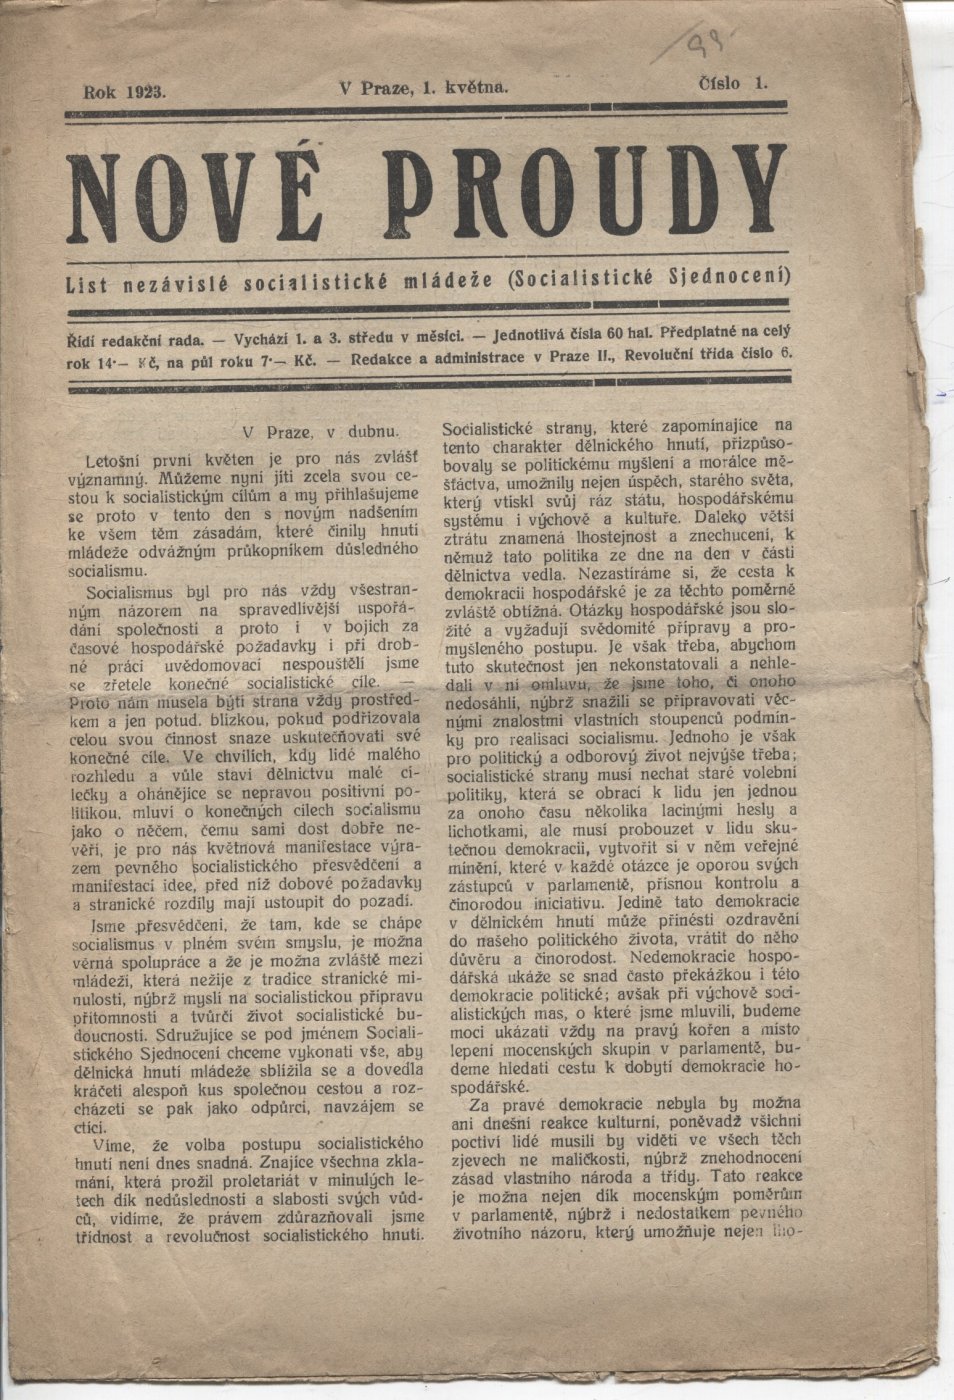 Rok 1923. V Praze, 1. května. Číslo 1.
NOVÉ PROUDY
List nezávislé socialistické mládeže (Socialistické Sjednocení)
Řídí redakční rada. — Vychází 1. a 3. středu v měsíci. — Jednotlivá čísla 60 hal. Předplatné na celý
rok 14·— Kč, na půl roku 7·— Kč. — Redakce a administrace v Praze II., Revoluční třída číslo 6.
V Praze, v dubnu.
Letošní první květen je pro nás zvlášť
významný. Můžeme nyní jíti zcela svou ce-
stou k socialistickým cílům a my přihlašujeme
se proto v tento den s novým nadšením
ke všem těm zásadám, které činily hnutí
mládeže odvážným průkopníkem důsledného
socialismu.
Socialismus byl pro nás vždy všestran-
ným názorem na spravedlivější uspořá-
dání společnosti a proto i v bojích za
časové hospodářské požadavky i při drob-
né práci uvědomovací nespouštěli jsme
se zřetele konečné socialistické cíle. —
Proto nám musela býti strana vždy prostřed-
kem a jen potud. blízkou, pokud podřizovala
celou svou činnost snaze uskutečňovati své
konečné cíle. Ve chvílích, kdy lidé malého
rozhledu a vůle staví dělnictvu malé cí-
lečky a ohánějíce se nepravou positivní po-
litikou, mluví o konečných cílech socialismu
jako o něčem, čemu sami dost dobře ne-
věří, je pro nás květnová manifestace výra-
zem pevného socialistického přesvědčení a
manifestací idee, před níž dobové požadavky
a stranické rozdíly mají ustoupit do pozadí.
Jsme přesvědčeni, že tam, kde se chápe
socialismus v plném svém smyslu, je možna
věrná spolupráce a že je možna zvláště mezi
mládeží, která nežije z tradice stranické mi-
nulosti, nýbrž myslí na socialistickou přípravu
přítomnosti a tvůrčí život socialistické bu-
doucnosti. Sdružujíce se pod jménem Sociali-
stického Sjednocení chceme vykonati vše, aby
dělnická hnutí mládeže sblížila se a dovedla
kráčeti alespoň kus společnou cestou a roz-
cházeti se pak jako odpůrci, navzájem se
ctící.
Víme, že volba postupu socialistického
hnutí není dnes snadná. Znajíce všechna zkla-
mání, která prožil proletariát v minulých le-
tech dík nedůslednosti a slabosti svých vůd-
ců, vidíme, že právem zdůrazňovali jsme
třídnost a revolučnost socialistického hnutí.
Socialistické strany, které zapomínajíce na
tento charakter dělnického hnutí, přizpůso-
bovaly se politickému myšlení a morálce mě-
šťáctva, umožnily nejen úspěch, starého světa,
který vtiskl svůj ráz státu, hospodářskému
systému i výchově a kultuře. Daleko větší
ztrátu znamená lhostejnost a znechucení, k
němuž tato politika ze dne na den v části
dělnictva vedla. Nezastíráme si, že cesta k
demokracii hospodářské je za těchto poměrně
zvláště obtížná. Otázky hospodářské jsou slo-
žité a vyžadují svědomité přípravy a pro-
myšleného postupu. Je však třeba, abychom
tuto skutečnost jen nekonstatovali a nehle-
dali v ní omluvu, že jsme toho, či onoho
nedosáhli, nýbrž snažili se připravovati věc-
nými znalostmi vlastních stoupenců podmín-
ky pro realisaci socialismu. Jednoho je však
pro politický a odborový život nejvýše třeba;
socialistické strany musí nechat staré volební
politiky, která se obrací k lidu jen jednou
za onoho času několika lacinými hesly a
lichotkami, ale musí probouzet v lidu sku-
tečnou demokracii, vytvořit si v něm veřejné
mínění, které v každé otázce je oporou svých
zástupců v parlamentě, přísnou kontrolu a
činorodou iniciativu. Jedině tato demokracie
v dělnickém hnutí může přinésti ozdravění
do našeho politického života, vrátit do něho
důvěru a činorodost. Nedemokracie hospo-
dářská ukáže se snad často překážkou i této
demokracie politické; avšak při výchově soci-
alistických mas, o které jsme mluvili, budeme
moci ukázati vždy na pravý kořen a místo
lepení mocenských skupin v parlamentě, bu-
deme hledati cestu k dobytí demokracie ho-
spodářské.
Za pravé demokracie nebyla by možna
ani dnešní reakce kulturní, poněvadž všichni
poctiví lidé musili by viděti ve všech těch
zjevech ne maličkosti, nýbrž znehodnocení
zásad vlastního národa a třídy. Tato reakce
je možna nejen dík mocenským poměrům
v parlamentě, nýbrž i nedostatkem pevného
životního názoru, který umožňuje nejen lho-